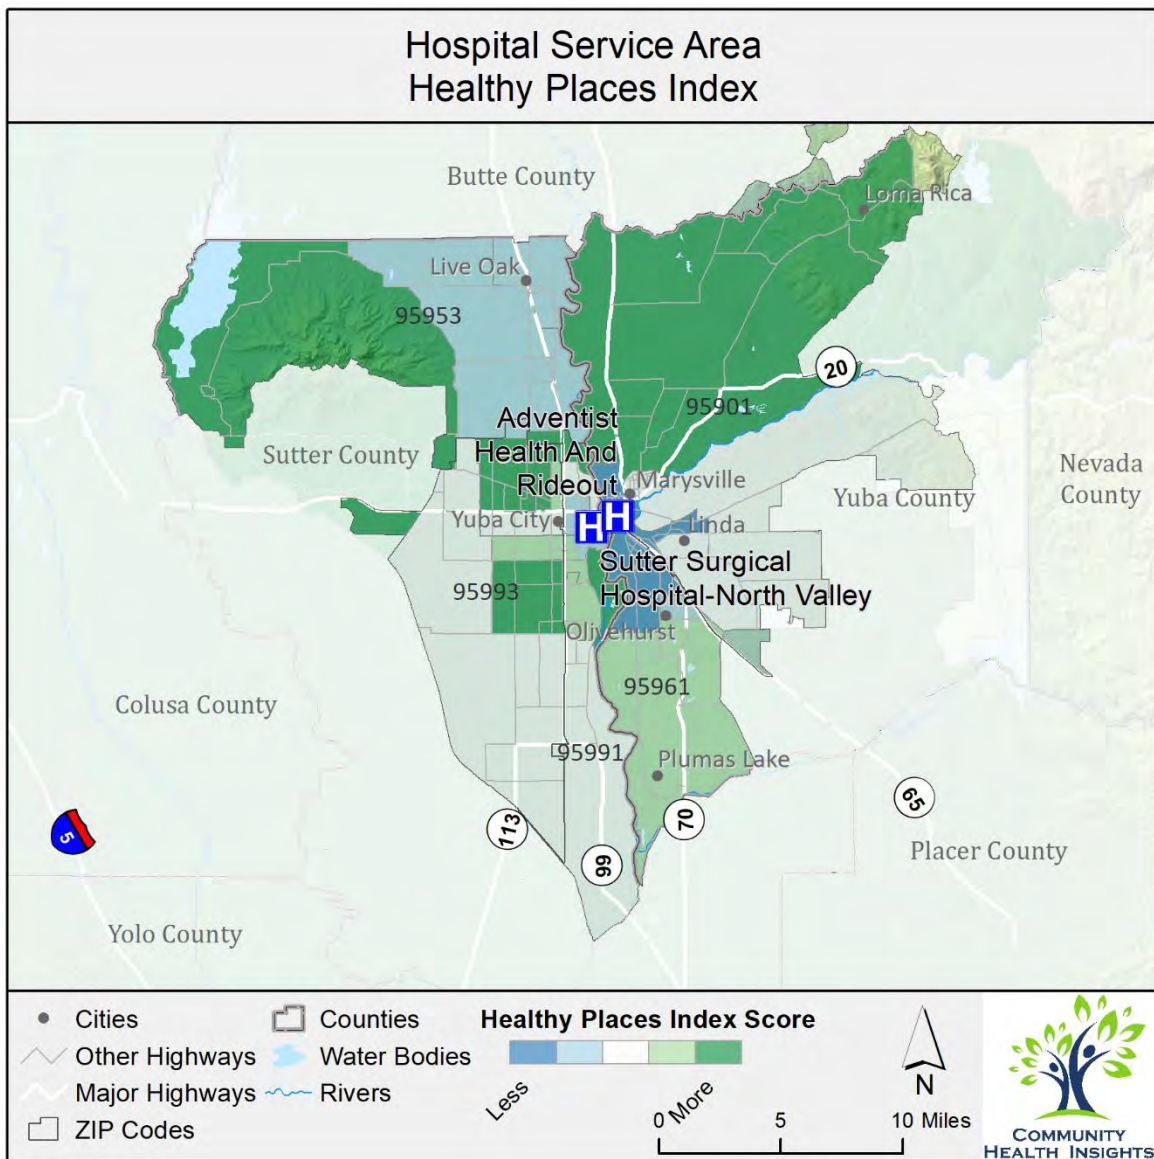 Hospital Service Area
Healthy Places Index
Butte County
Loma Rica
Live Oak
95953
20
95901
Adventist
Health And
Rideout
Sutter County
Marysville
Nevada
County
Yuba County
Yuba City
H
H
Linda
Sutter Surgical
Hospital-North Valley
95993
Olivehurst
95961
Colusa County
95991
Plumas Lake
65
5
113
70
99
Placer County
Yolo County
Cities
Counties
Healthy Places Index Score
Other Highways
Water Bodies
Major Highways
Rivers
ZIP Codes
Less
More
0
5
10 Miles
N
COMMUNITY
HEALTH INSIGHTS